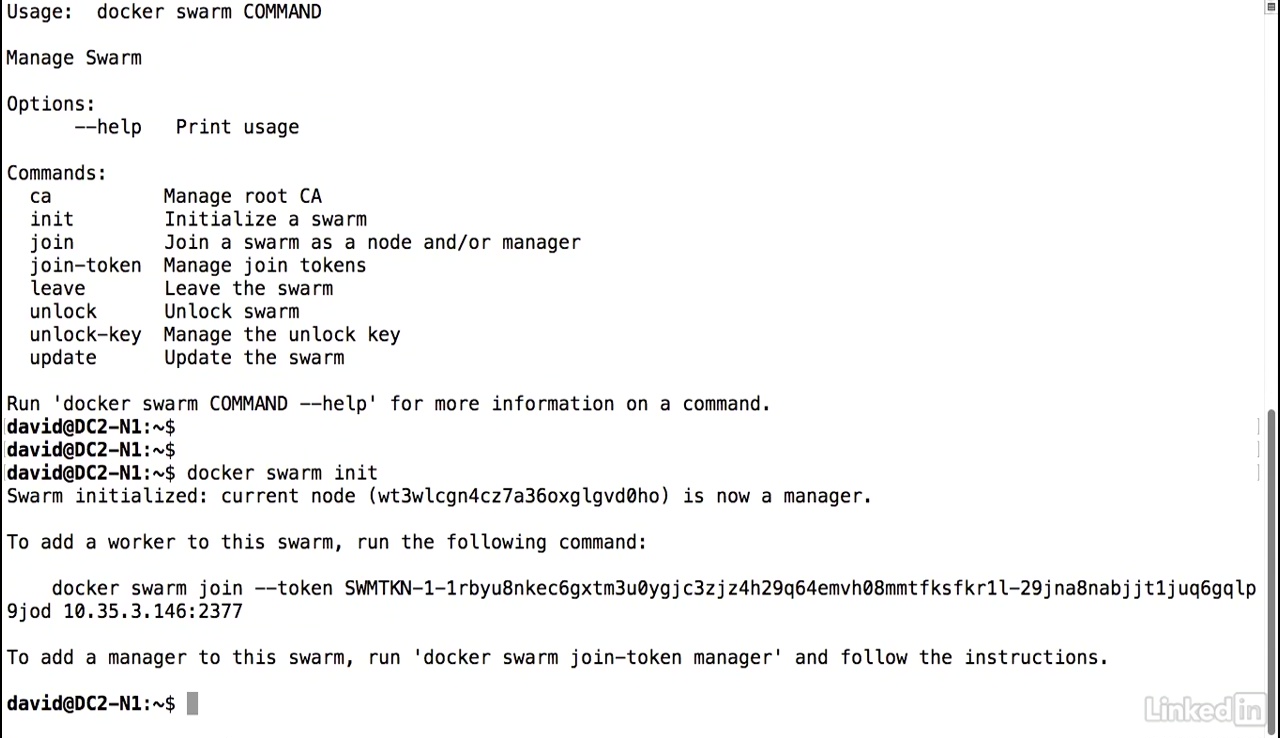 Usage:  docker swarm COMMAND
Manage Swarm
Options:
      --help   Print usage
Commands:
  ca          Manage root CA
  init        Initialize a swarm
  join        Join a swarm as a node and/or manager
  join-token  Manage join tokens
  leave       Leave the swarm
  unlock      Unlock swarm
  unlock-key  Manage the unlock key
  update      Update the swarm
Run 'docker swarm COMMAND --help' for more information on a command.
david@DC2-N1:~$
david@DC2-N1:~$
david@DC2-N1:~$ docker swarm init
Swarm initialized: current node (wt3wlcgn4cz7a36oxglgvd0ho) is now a manager.
To add a worker to this swarm, run the following command:
    docker swarm join --token SWMTKN-1-1rbyu8nkec6gxtm3u0ygjc3zjz4h29q64emvh08mmtfksfkr1l-29jna8nabjjt1juq6gqlp
9jod 10.35.3.146:2377
To add a manager to this swarm, run 'docker swarm join-token manager' and follow the instructions.
david@DC2-N1:~$
Linked in